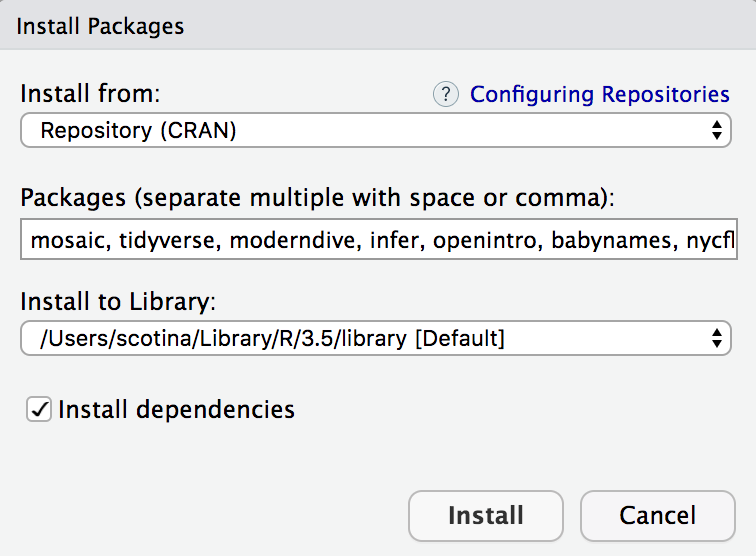 Install Packages
Install from:
? Configuring Repositories
Repository (CRAN)
Packages (separate multiple with space or comma):
mosaic, tidyverse, moderndive, infer, openintro, babynames, nycfl
Install to Library:
/Users/scotina/Library/R/3.5/library [Default]
Install dependencies
Install
Cancel